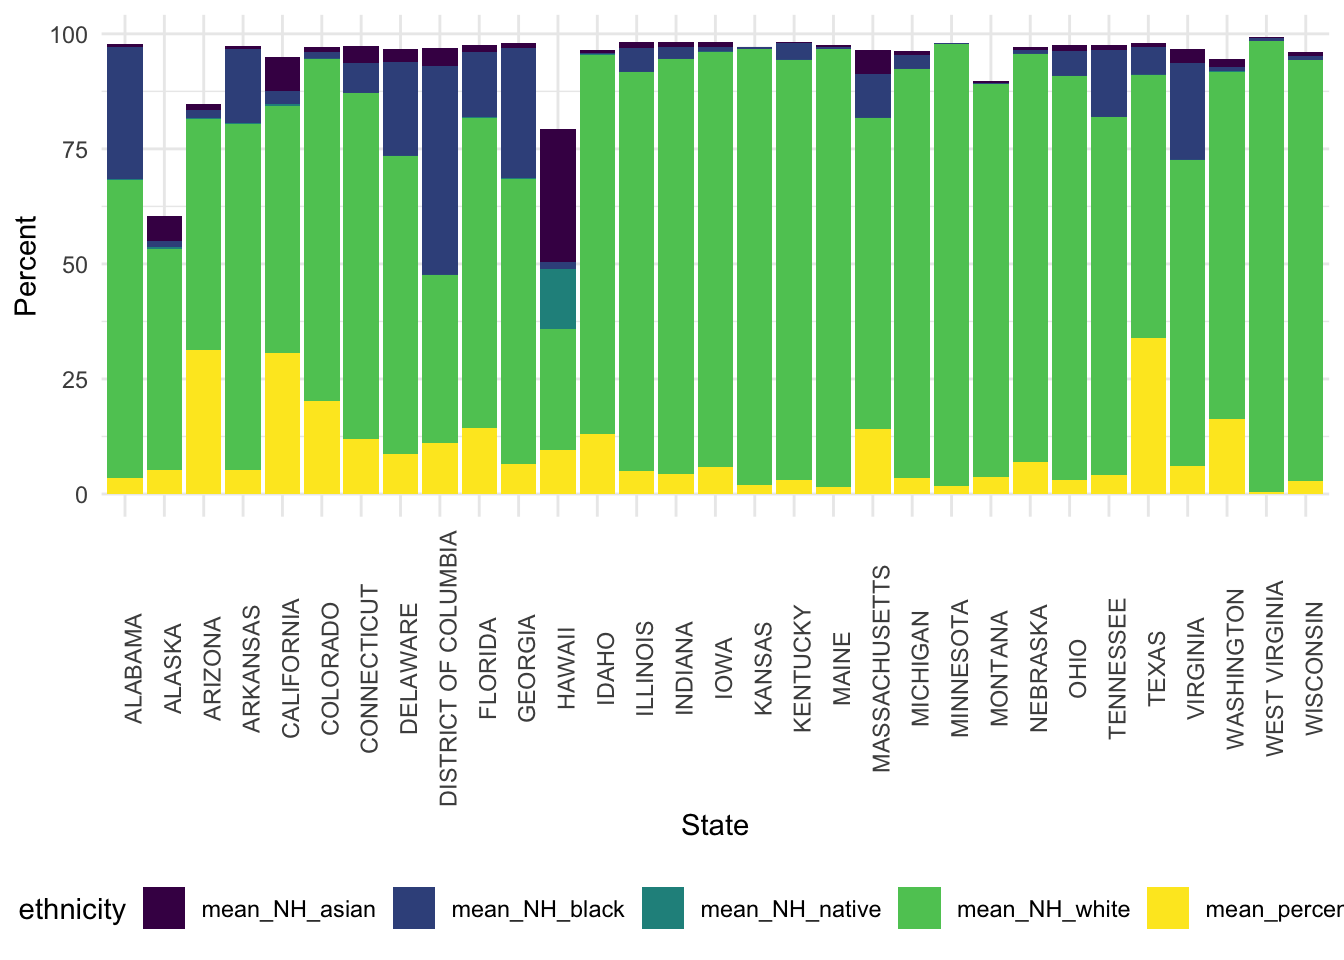 100
75
50
25
0
Percent
ALABAMA
ALASKA
ARIZONA
ARKANSAS
CALIFORNIA
COLORADO
CONNECTICUT
DELAWARE
DISTRICT OF COLUMBIA
FLORIDA
GEORGIA
HAWAII
IDAHO
ILLINOIS
INDIANA
IOWA
KANSAS
KENTUCKY
MAINE
MASSACHUSETTS
MICHIGAN
MINNESOTA
MONTANA
NEBRASKA
OHIO
TENNESSEE
TEXAS
VIRGINIA
WASHINGTON
WEST VIRGINIA
WISCONSIN
State
ethnicity mean_NH_asian mean_NH_black mean_NH_native mean_NH_white mean_percer